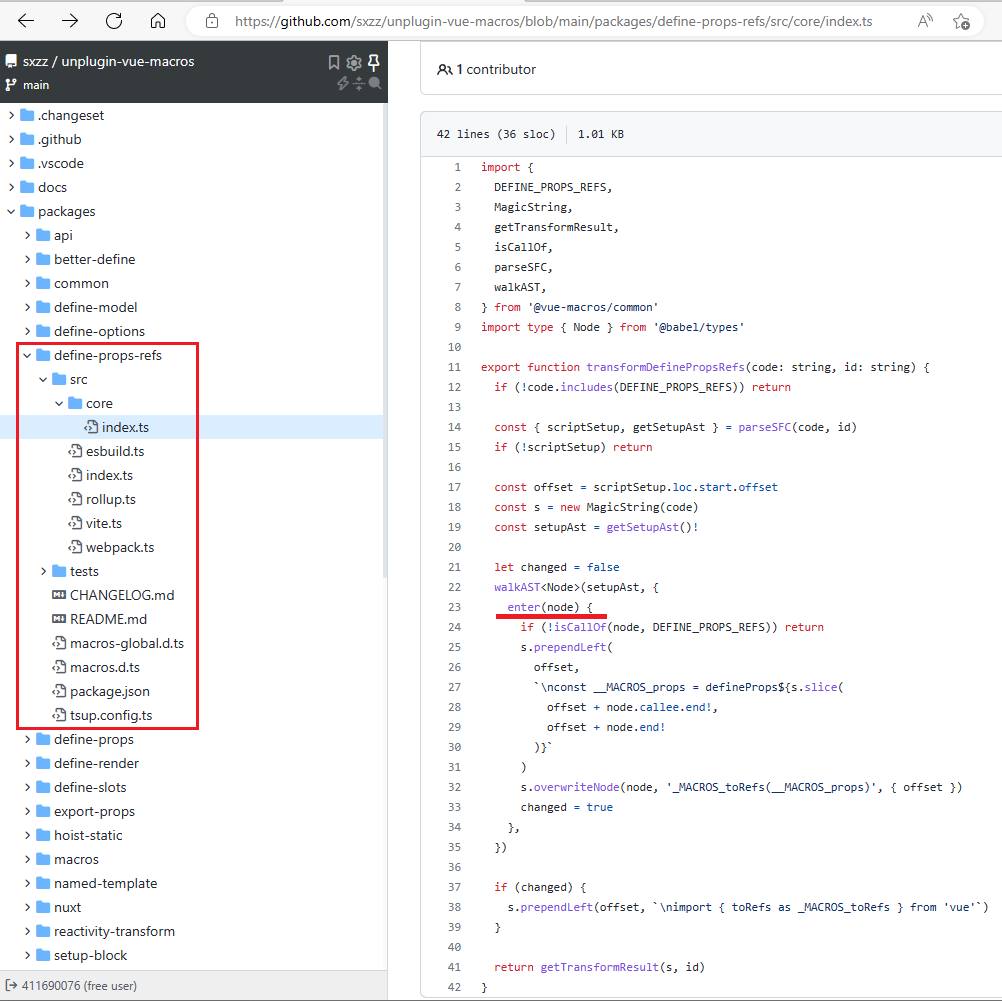 https://github.com/sxzz/unplugin-vue-macros/blob/main/packages/define-props-refs/src/core/index.ts
sxzz / unplugin-vue-macros
main
.changeset
.github
.vscode
docs
packages
api
better-define
common
define-model
define-options
define-props-refs
src
core
index.ts
esbuild.ts
index.ts
rollup.ts
vite.ts
webpack.ts
tests
CHANGELOG.md
README.md
macros-global.d.ts
macros.d.ts
package.json
tsup.config.ts
define-props
define-render
define-slots
export-props
hoist-static
macros
named-template
nuxt
reactivity-transform
setup-block
411690076 (free user)
1 contributor
42 lines (36 sloc) 1.01 KB
1 import {
2 DEFINE_PROPS_REFS,
3 MagicString,
4 getTransformResult,
5 isCallOf,
6 parseSFC,
7 walkAST,
8 } from '@vue-macros/common'
9 import type { Node } from '@babel/types'
10
11 export function transformDefinePropsRefs(code: string, id: string) {
12 if (!code.includes(DEFINE_PROPS_REFS)) return
13
14 const { scriptSetup, getSetupAst } = parseSFC(code, id)
15 if (!scriptSetup) return
16
17 const offset = scriptSetup.loc.start.offset
18 const s = new MagicString(code)
19 const setupAst = getSetupAst()!
20
21 let changed = false
22 walkAST<Node>(setupAst, {
23 enter(node) {
24 if (!isCallOf(node, DEFINE_PROPS_REFS)) return
25 s.prependLeft(
26 offset,
27 `\nconst __MACROS_props = defineProps${s.slice(
28 offset + node.callee.end!,
29 offset + node.end!
30 )}`
31 )
32 s.overwriteNode(node, '_MACROS_toRefs(__MACROS_props)', { offset })
33 changed = true
34 },
35 })
36
37 if (changed) {
38 s.prependLeft(offset, `\nimport { toRefs as _MACROS_toRefs } from 'vue'`)
39 }
40
41 return getTransformResult(s, id)
42 }